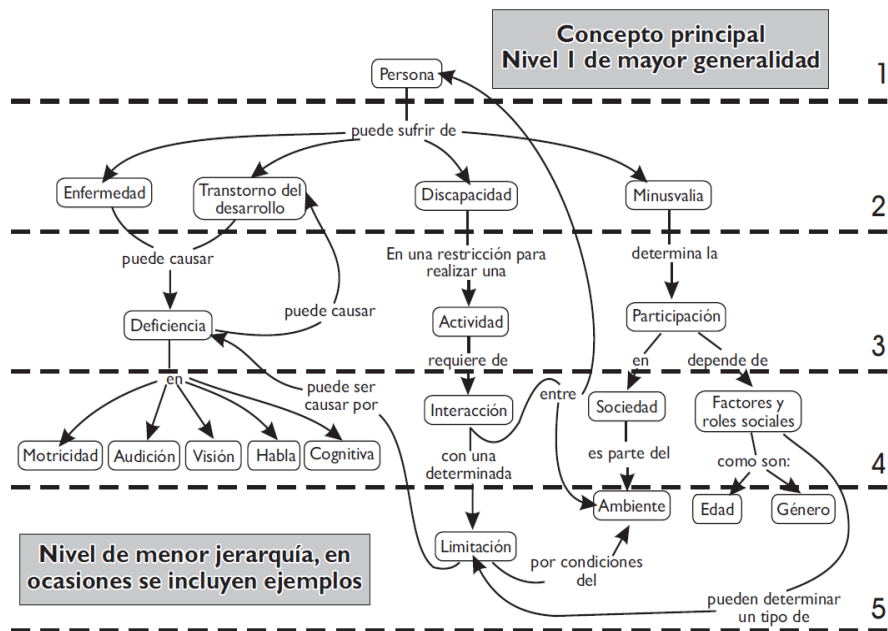 Concepto principal
Nivel 1 de mayor generalidad
1
Persona
puede sufrir de
Enfermedad
Transtorno del
desarrollo
Discapacidad
Minusvalia
2
puede causar
En una restricción para
realizar una
determina la
puede causar
Deficiencia
Actividad
Participación
3
requiere de
en
depende de
en
puede ser
causar por
Interacción
entre
Sociedad
Factores y
roles sociales
Motricidad
Audición
Visión
Habla
Cognitiva
con una
determinada
es parte del
como son:
4
Ambiente
Edad
Género
Nivel de menor jerarquía, en
ocasiones se incluyen ejemplos
Limitación
por condiciones
del
pueden determinar
un tipo de
5